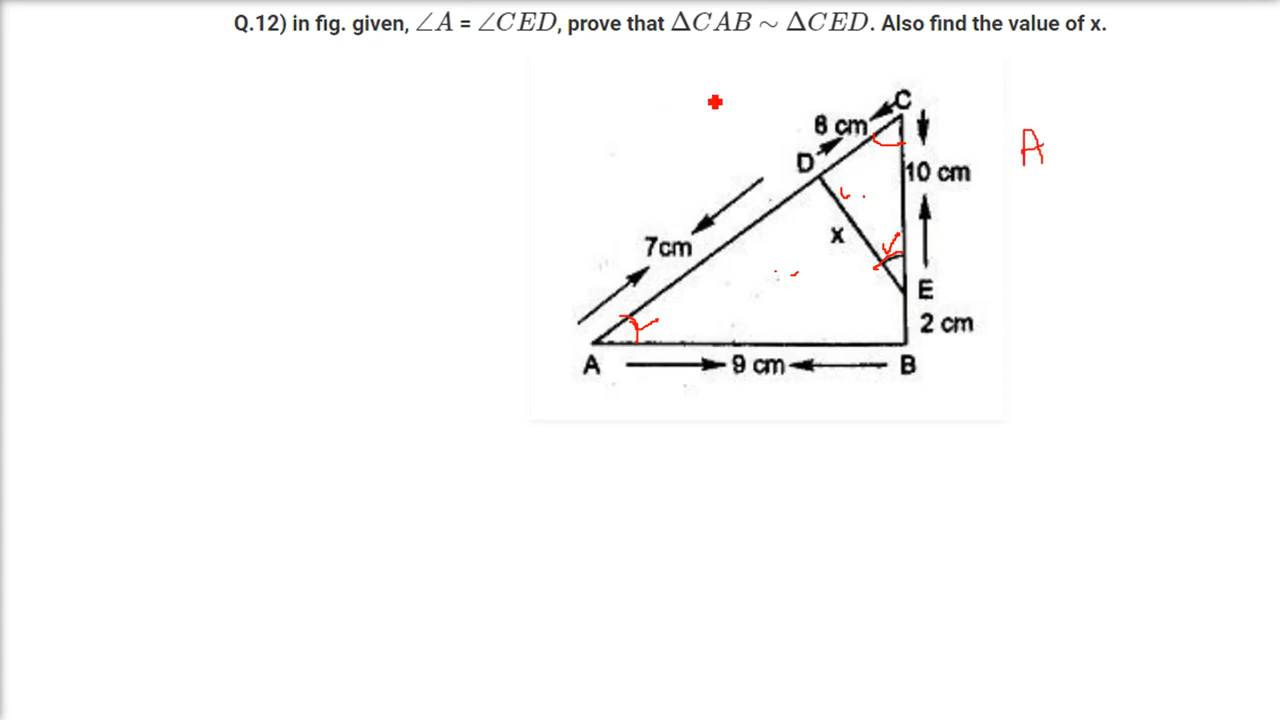 Q.12) in fig. given, ∠A = ∠CED, prove that ΔCAB ~ ΔCED. Also find the value of x.
C
8 cm
D
A
10 cm
x
7cm
E
2 cm
A
9 cm
B